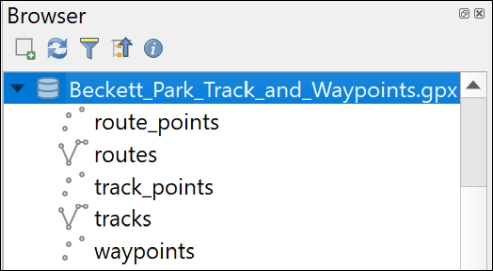 Browser
Beckett_Park_Track_and_Waypoints.gpx
route_points
routes
track_points
tracks
waypoints